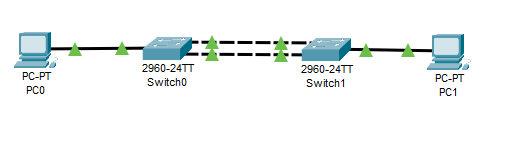 PC-PT
PC0
2960-24TT
Switch0
2960-24TT
Switch1
PC-PT
PC1